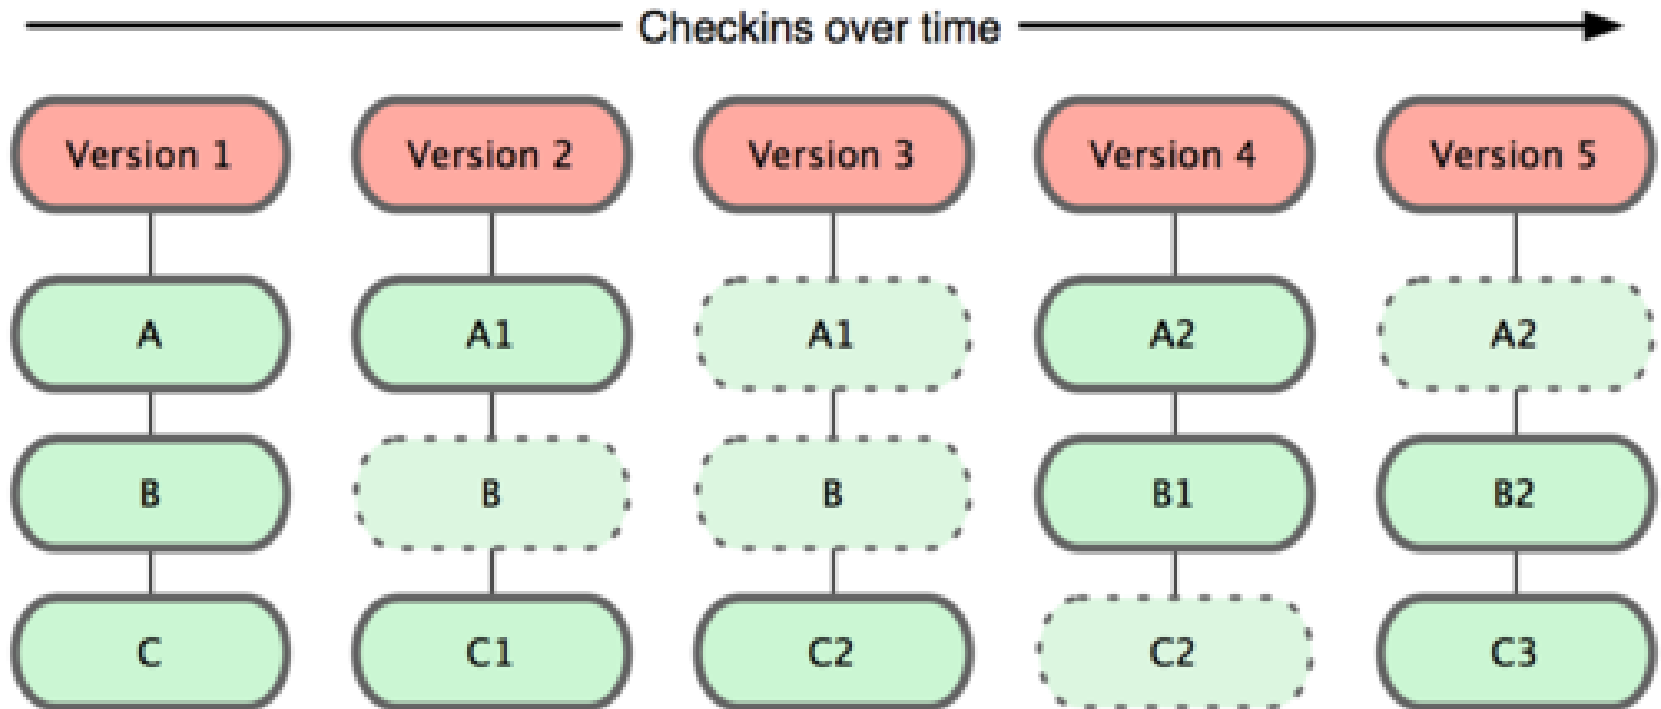 Checkins over time
Version 1 Version 2 Version 3 Version 4 Version 5
A A1 A1 A2 A2
B B B B1 B2
C C1 C2 C2 C3